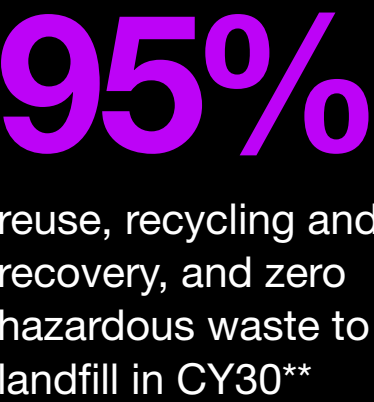 95%
reuse, recycling and
recovery, and zero
hazardous waste to
landfill in CY30**